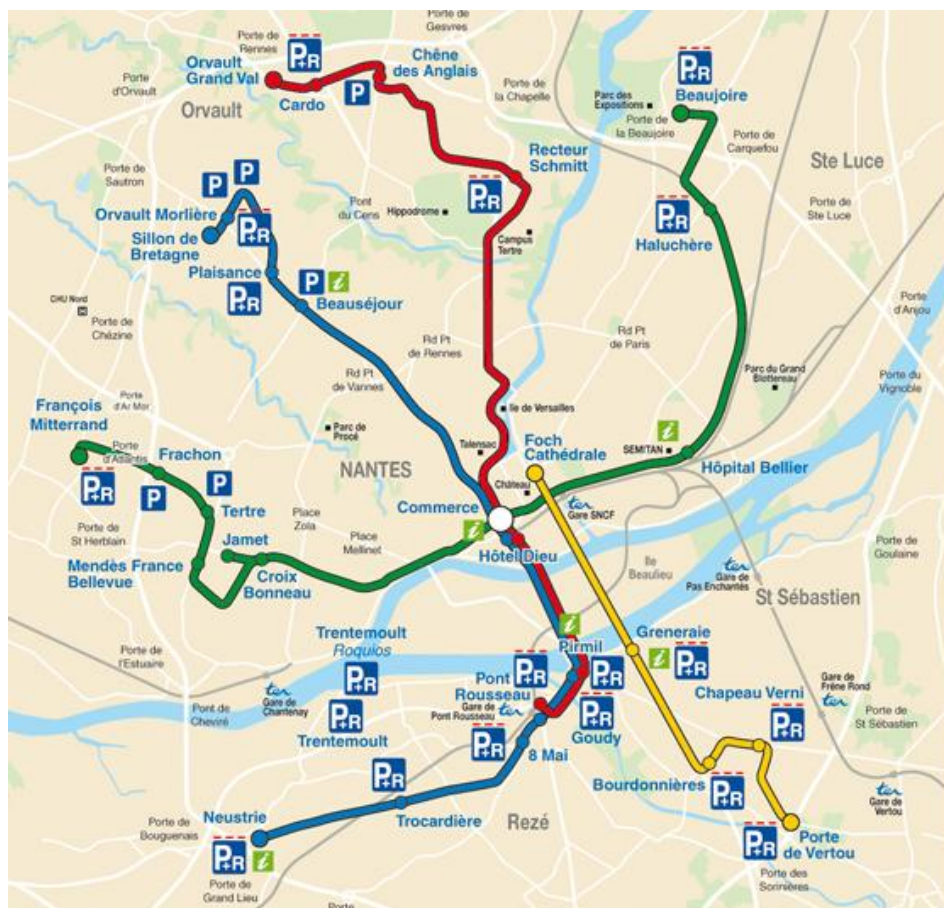 Porte de
Gesvres
Porte de
Rennes
P+R
Orvault
Grand Val
Cardo
P
Chêne
des Anglais
Porte
d'Orvault
Orvault
Porte de
la Chapelle
P+R
Beaujoire
Parc des
Expositions
Porte de
la Beaujoire
Porte de
Carquefou
Recteur
Schmitt
Ste Luce
Porte de
Sautron
P
P
Orvault Morlière
P+R
Sillon de
Bretagne
Pont
du Cens
Hippodrome
P+R
Campus
Tertre
P+R
Haluchère
Porte de
Ste Luce
Plaisance
P+R
P
i
Beauséjour
CHU Nord
Porte de
Chézine
Rd Pt
de Rennes
Rd Pt
de Paris
Porte
d'Anjou
Rd Pt
de Vannes
Parc du Grand
Blottereau
Porte du
Vignoble
Porte
d'Ar Mor
François
Mitterrand
Porte
d'Atlantis
P+R
Frachon
P
P
Parc de
Procé
Ile de Versailles
Talensac
Foch
Cathédrale
i
SEMITAN
Hôpital Bellier
NANTES
Château
Commerce
i
ter
Gare SNCF
Tertre
Place
Zola
Porte de
St Herblain
Jamet
Place
Mellinet
Hôtel Dieu
Mendès France
Bellevue
Croix
Bonneau
Ile
Beaulieu
ter
Gare de
Pas Enchantés
Porte de
Goulaine
St Sébastien
Trentemoult
Roquios
P+R
i
Pirmil
Greneraie
i
P+R
Porte de
l'Estuaire
ter
Gare de
Chantenay
Pont de
Cheviré
P+R
Trentemoult
P+R
Pont
Rousseau
Gare de
Pont Rousseau
ter
P+R
P+R
Goudy
Chapeau Verni
P+R
Gare de
Frêne Rond
ter
Porte de
St Sébastien
P+R
8 Mai
Bourdonnières
P+R
ter
Gare de
Vertou
P+R
Trocardière
Neustrie
Porte de
Bouguenais
P+R
i
Porte de
Grand Lieu
Rezé
P+R
Porte
de Vertou
Porte des
Sorinières
Porte